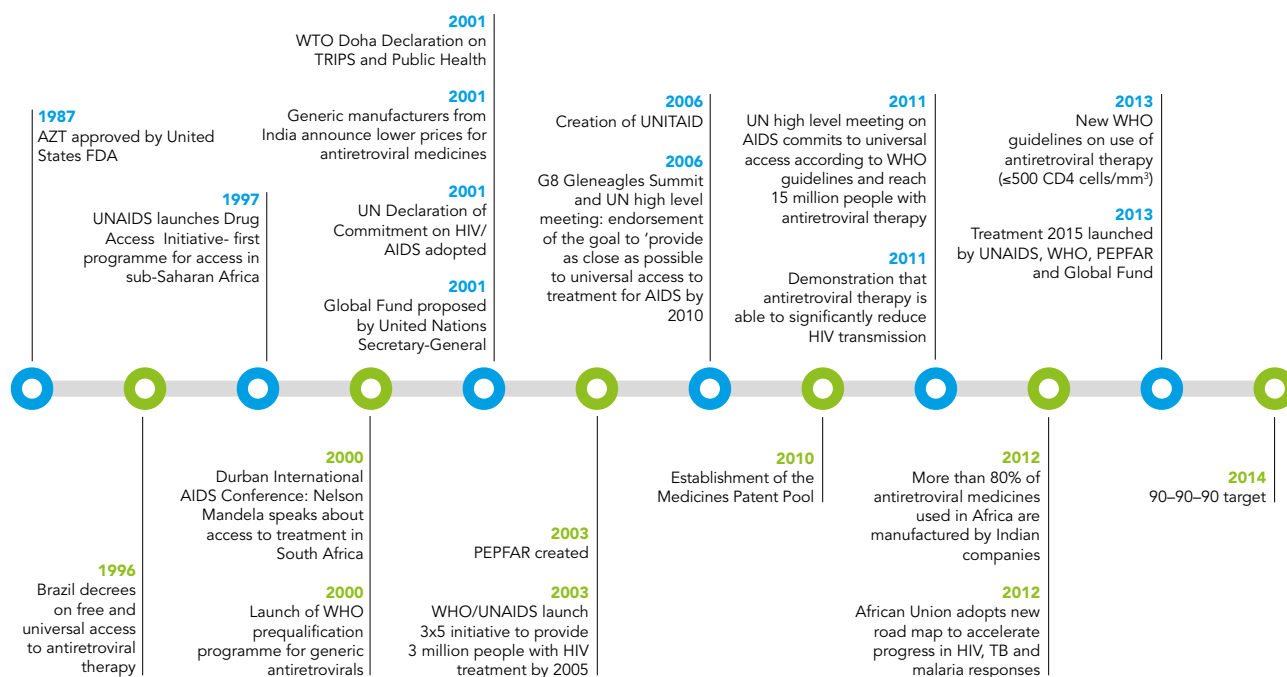 1987
AZT approved by United
States FDA
1996
Brazil decrees
on free and
universal access
to antiretroviral
therapy
1997
UNAIDS launches Drug
Access Initiative- first
programme for access in
sub-Saharan Africa
2000
Durban International
AIDS Conference: Nelson
Mandela speaks about
access to treatment in
South Africa
2000
Launch of WHO
prequalification
programme for generic
antiretrovirals
2001
WTO Doha Declaration on
TRIPS and Public Health
2001
Generic manufacturers from
India announce lower prices for
antiretroviral medicines
2001
UN Declaration of
Commitment on HIV/
AIDS adopted
2001
Global Fund proposed
by United Nations
Secretary-General
2003
PEPFAR created
2003
WHO/UNAIDS launch
3x5 initiative to provide
3 million people with HIV
treatment by 2005
2006
Creation of UNITAID
2006
G8 Gleneagles Summit
and UN high level
meeting: endorsement
of the goal to ‘provide
as close as possible
to universal access to
treatment for AIDS by
2010
2010
Establishment of the
Medicines Patent Pool
2011
UN high level meeting on
AIDS commits to universal
access according to WHO
guidelines and reach
15 million people with
antiretroviral therapy
2011
Demonstration that
antiretroviral therapy is
able to significantly reduce
HIV transmission
2012
More than 80% of
antiretroviral medicines
used in Africa are
manufactured by Indian
companies
2012
African Union adopts new
road map to accelerate
progress in HIV, TB and
malaria responses
2013
New WHO
guidelines on use of
antiretroviral therapy
(≤500 CD4 cells/mm³)
2013
Treatment 2015 launched
by UNAIDS, WHO, PEPFAR
and Global Fund
2014
90–90–90 target